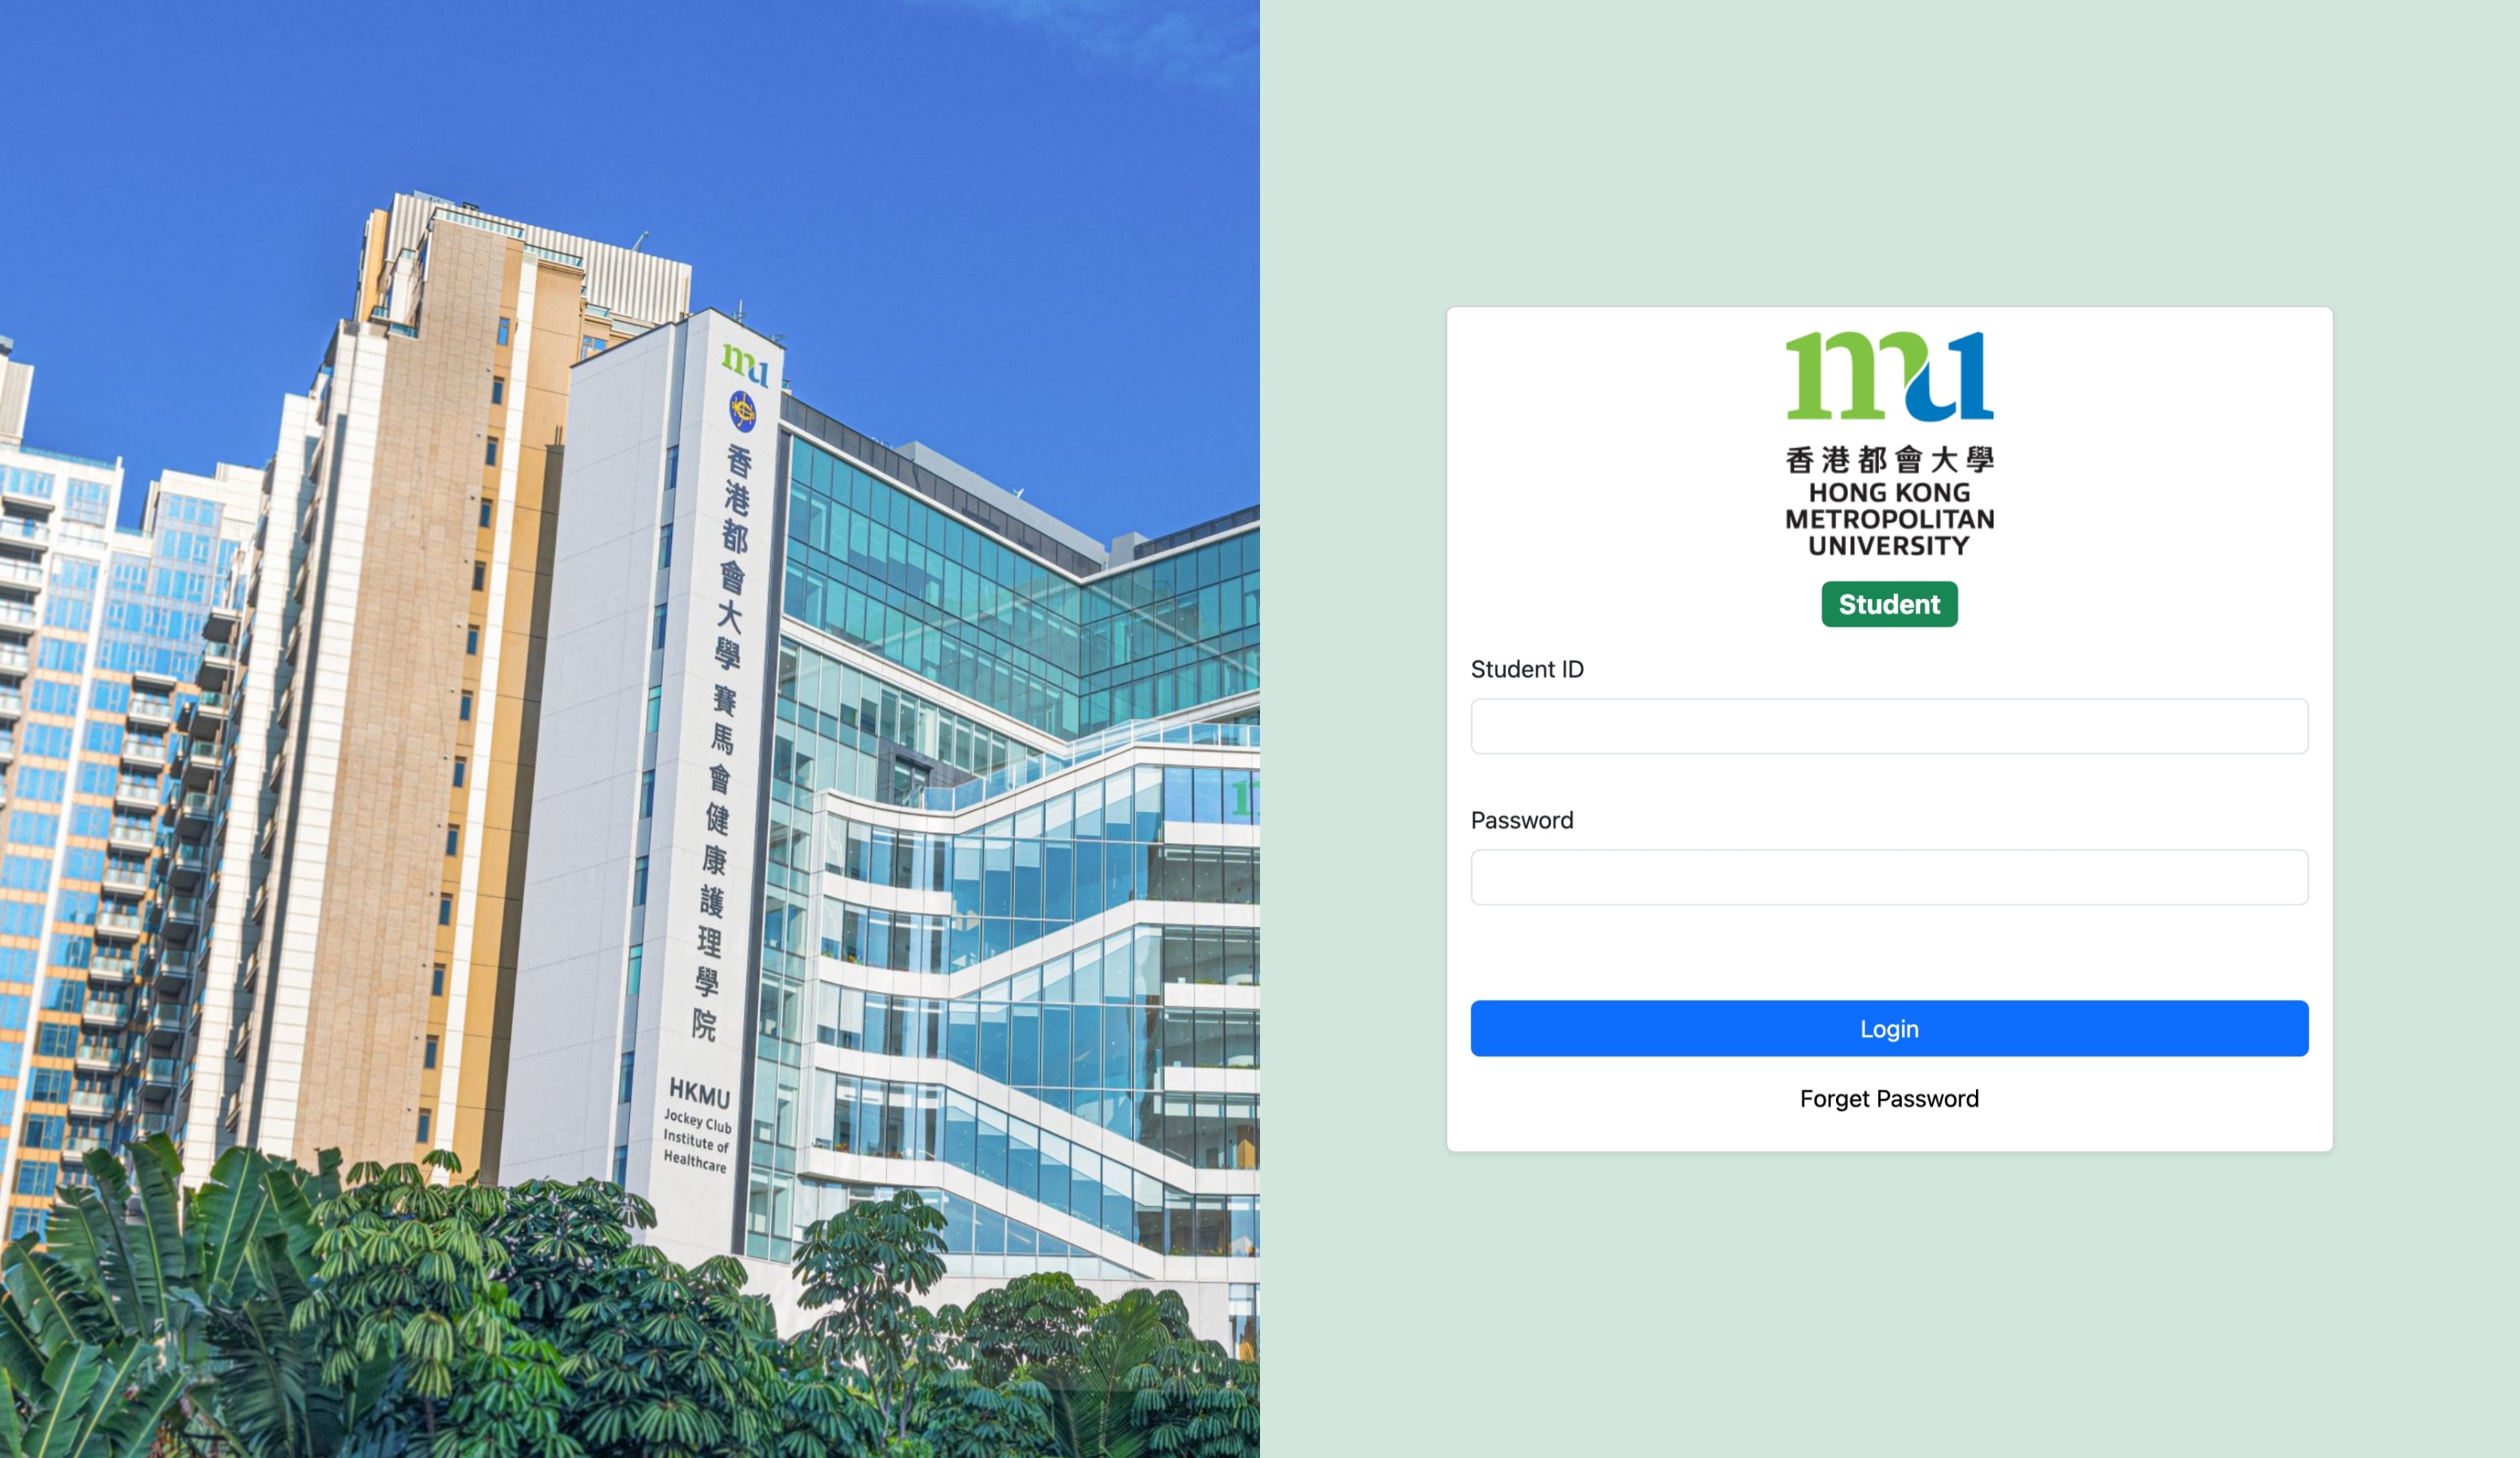 mu
香港都會大學 賽馬會健康護理學院
HKMU
Jockey Club
Institute of
Healthcare
mu
香港都會大學
HONG KONG
METROPOLITAN
UNIVERSITY
Student
Student ID
Password
Login
Forget Password